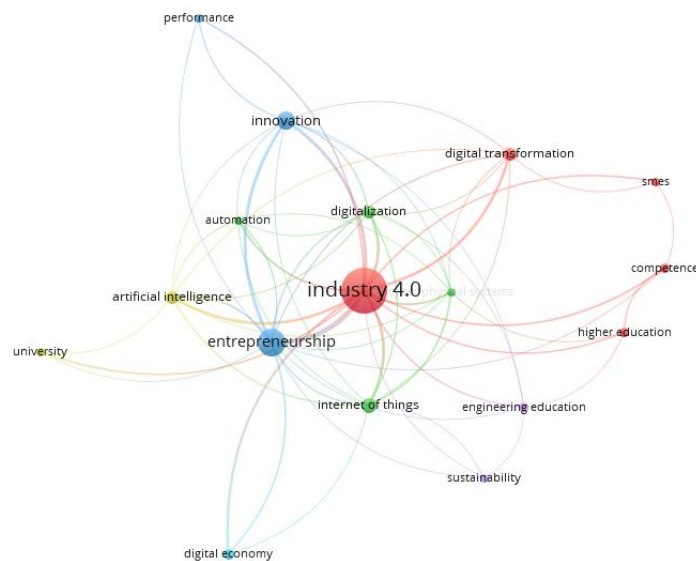 performance
innovation
digital transformation
smes
digitalization
automation
competence
industry 4.0
systems
artificial intelligence
higher education
entrepreneurship
university
internet of things
engineering education
sustainability
digital economy